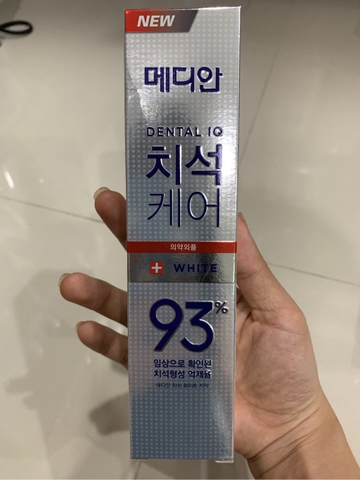 NEW
메디안
DENTAL IQ
치석
케어
의약외품
WHITE
93%
임상으로 확인된
치석형성 억제율